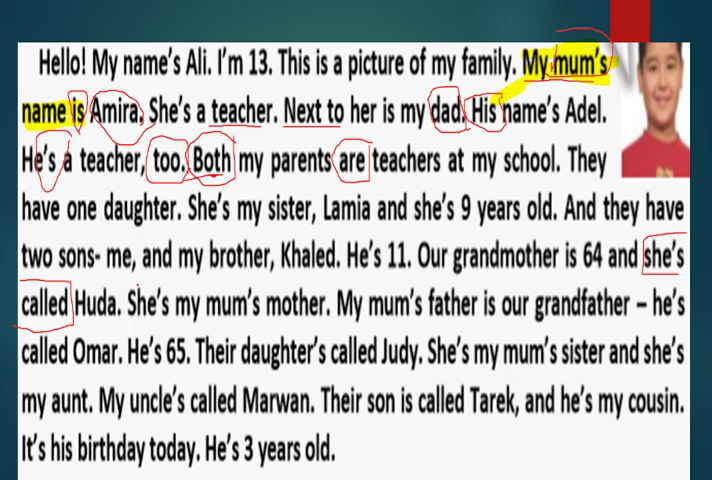 Hello! My name's Ali. I'm 13. This is a picture of my family. My mum's
name is Amira. She's a teacher. Next to her is my dad. His name's Adel.
He's a teacher, too. Both my parents are teachers at my school. They
have one daughter. She's my sister, Lamia and she's 9 years old. And they have
two sons- me, and my brother, Khaled. He's 11. Our grandmother is 64 and she's
called Huda. She's my mum's mother. My mum's father is our grandfather – he's
called Omar. He's 65. Their daughter's called Judy. She's my mum's sister and she's
my aunt. My uncle's called Marwan. Their son is called Tarek, and he's my cousin.
It's his birthday today. He's 3 years old.